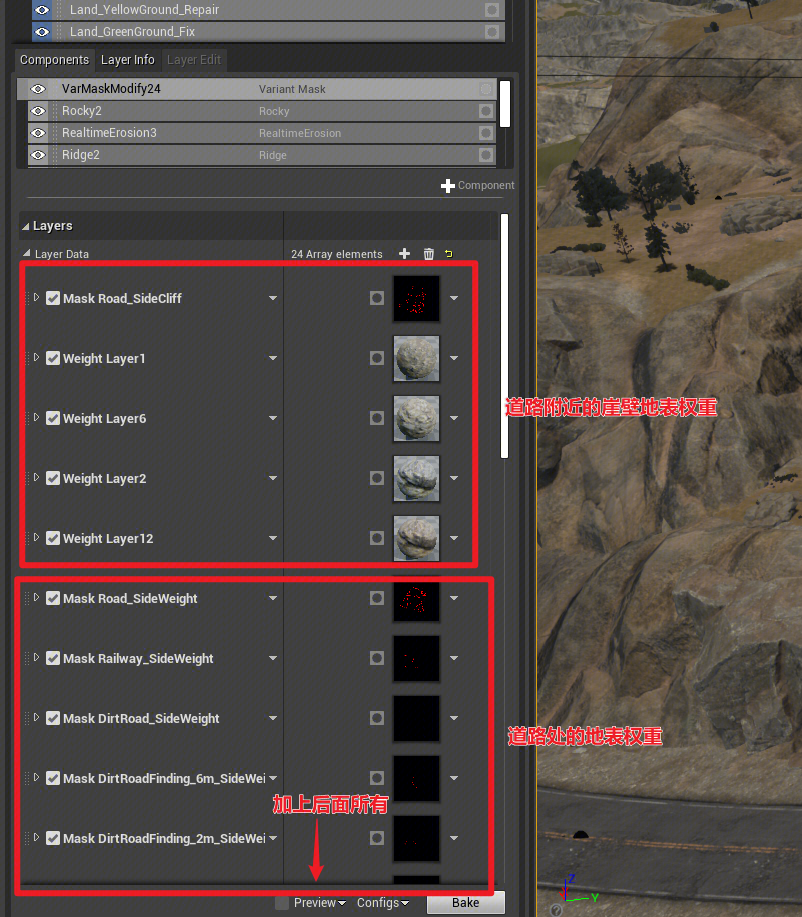 Land_YellowGround_Repair
Land_GreenGround_Fix
Components Layer Info Layer Edit
VarMaskModify24 Variant Mask
Rocky2 Rocky
RealtimeErosion3 RealtimeErosion
Ridge2 Ridge
Component
Layers
Layer Data 24 Array elements
Mask Road_SideCliff
Weight Layer1
道路附近的崖壁地表权重
Weight Layer6
Weight Layer2
Weight Layer12
Mask Road_SideWeight
Mask Railway_SideWeight
Mask DirtRoad_SideWeight
道路处的地表权重
Mask DirtRoadFinding_6m_SideWei
加上后面所有
Mask DirtRoadFinding_2m_SideWei
Preview Configs Bake
Z
Y